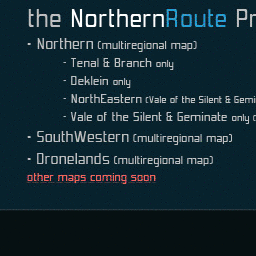 the NorthernRoute Pr
- Northern (multiregional map)
- Tenal & Branch only
- Deklein only
- NorthEastern (Vale of the Silent & Gemi
- Vale of the Silent & Geminate only
- SouthWestern (multiregional map)
- Dronelands (multiregional map)
other maps coming soon